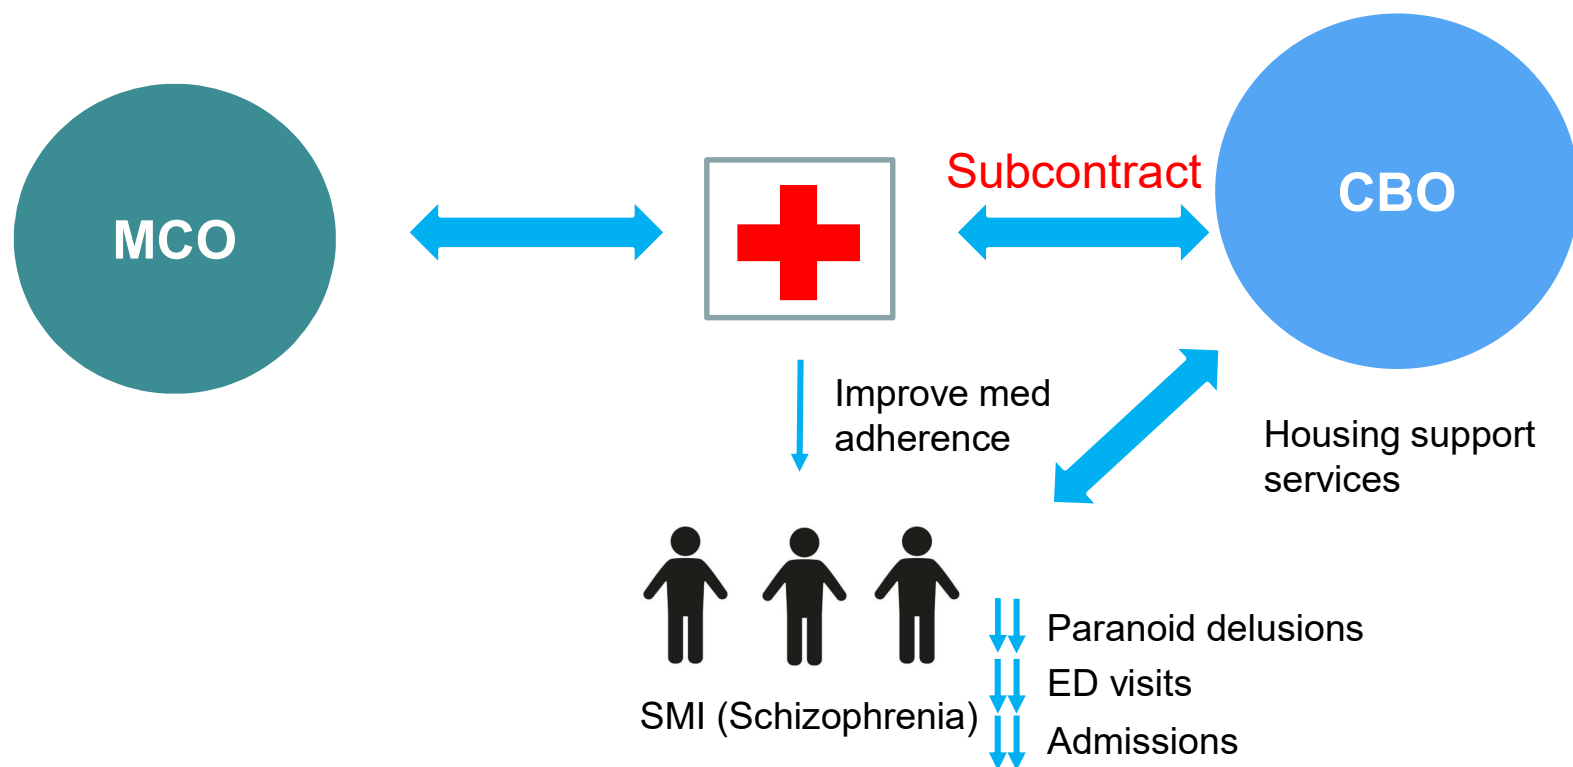 MCO
Subcontract
CBO
Improve med
adherence
Housing support
services
SMI (Schizophrenia)
Paranoid delusions
ED visits
Admissions